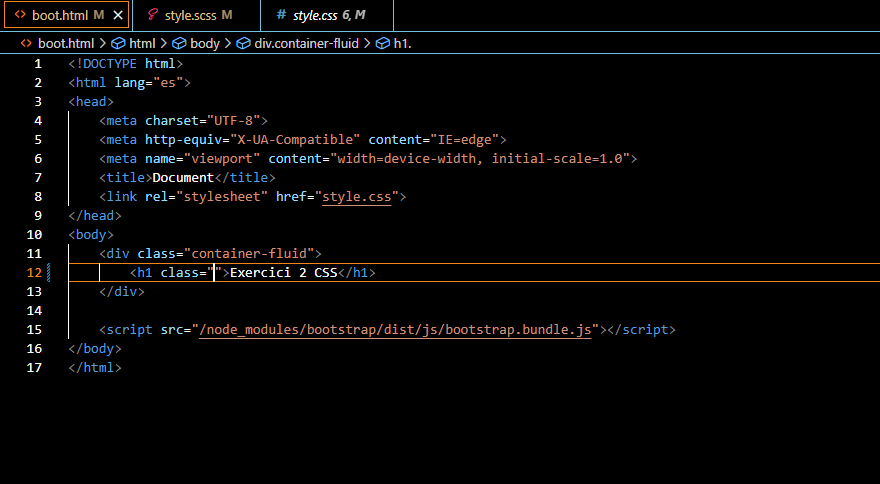 boot.html M
style.scss M
# style.css 6, M
boot.html > html > body > div.container-fluid > h1.
1 <!DOCTYPE html>
2 <html lang="es">
3 <head>
4 <meta charset="UTF-8">
5 <meta http-equiv="X-UA-Compatible" content="IE=edge">
6 <meta name="viewport" content="width=device-width, initial-scale=1.0">
7 <title>Document</title>
8 <link rel="stylesheet" href="style.css">
9 </head>
10 <body>
11 <div class="container-fluid">
12 <h1 class="">Exercici 2 CSS</h1>
13 </div>
14
15 <script src="/node_modules/bootstrap/dist/js/bootstrap.bundle.js"></script>
16 </body>
17 </html>